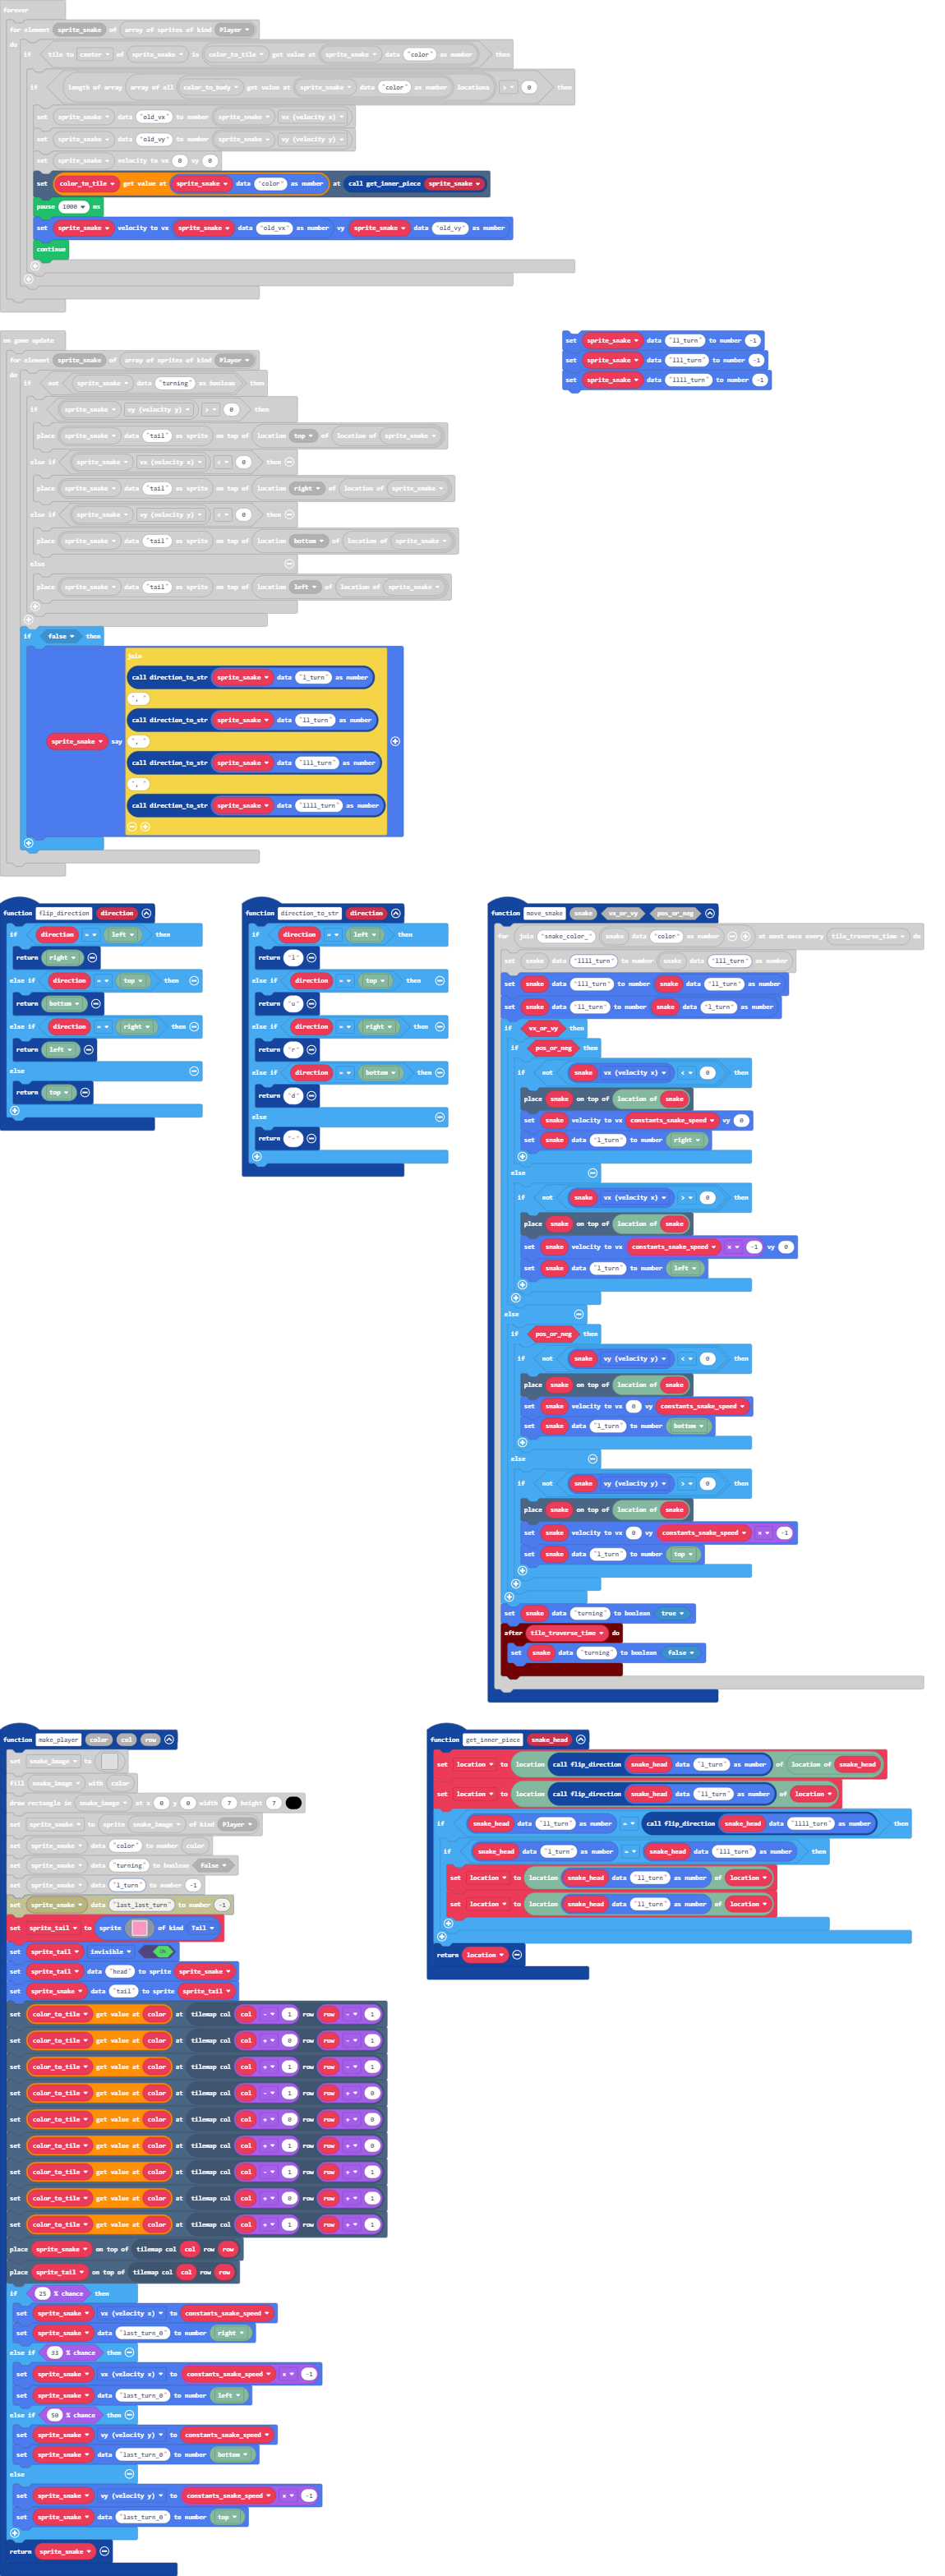 forever
for element sprite_snake of array of sprites of kind Player
do
if tile to center of sprite_snake is color_to_tile get value at sprite_snake data "color" as number then
if length of array array of all color_to_body get value at sprite_snake data "color" as number locations > 0 then
set sprite_snake data "old_vx" to number sprite_snake vx (velocity x)
set sprite_snake data "old_vy" to number sprite_snake vy (velocity y)
set sprite_snake velocity to vx 0 vy 0
set color_to_tile get value at sprite_snake data "color" as number at call get_inner_piece sprite_snake
pause 1000 ms
set sprite_snake velocity to vx sprite_snake data "old_vx" as number vy sprite_snake data "old_vy" as number
continue
on game update
for element sprite_snake of array of sprites of kind Player
do
if not sprite_snake data "turning" as boolean then
if sprite_snake vy (velocity y) > 0 then
place sprite_snake data "tail" as sprite on top of location top of location of sprite_snake
else if sprite_snake vx (velocity x) < 0 then
place sprite_snake data "tail" as sprite on top of location right of location of sprite_snake
else if sprite_snake vy (velocity y) < 0 then
place sprite_snake data "tail" as sprite on top of location bottom of location of sprite_snake
else
place sprite_snake data "tail" as sprite on top of location left of location of sprite_snake
if false then
sprite_snake say
join
call direction_to_str sprite_snake data "l_turn" as number
", "
call direction_to_str sprite_snake data "ll_turn" as number
", "
call direction_to_str sprite_snake data "lll_turn" as number
", "
call direction_to_str sprite_snake data "llll_turn" as number
set sprite_snake data "ll_turn" to number -1
set sprite_snake data "lll_turn" to number -1
set sprite_snake data "llll_turn" to number -1
function flip_direction direction
if direction = left then
return right
else if direction = top then
return bottom
else if direction = right then
return left
else
return top
function direction_to_str direction
if direction = left then
return "l"
else if direction = top then
return "u"
else if direction = right then
return "r"
else if direction = bottom then
return "d"
else
return "-"
function move_snake snake vx_or_vy pos_or_neg
for join "snake_color_" snake data "color" as number at most once every tile_traverse_time do
set snake data "llll_turn" to number snake data "lll_turn" as number
set snake data "lll_turn" to number snake data "ll_turn" as number
set snake data "ll_turn" to number snake data "l_turn" as number
if vx_or_vy then
if pos_or_neg then
if not snake vx (velocity x) < 0 then
place snake on top of location of snake
set snake velocity to vx constants_snake_speed vy 0
set snake data "l_turn" to number right
else
if not snake vx (velocity x) > 0 then
place snake on top of location of snake
set snake velocity to vx constants_snake_speed × -1 vy 0
set snake data "l_turn" to number left
else
if pos_or_neg then
if not snake vy (velocity y) < 0 then
place snake on top of location of snake
set snake velocity to vx 0 vy constants_snake_speed
set snake data "l_turn" to number bottom
else
if not snake vy (velocity y) > 0 then
place snake on top of location of snake
set snake velocity to vx 0 vy constants_snake_speed × -1
set snake data "l_turn" to number top
set snake data "turning" to boolean true
after tile_traverse_time do
set snake data "turning" to boolean false
function make_player color col row
set snake_image to
fill snake_image with color
draw rectangle in snake_image at x 0 y 0 width 7 height 7
set sprite_snake to sprite snake_image of kind Player
set sprite_snake data "color" to number color
set sprite_snake data "turning" to boolean false
set sprite_snake data "l_turn" to number -1
set sprite_snake data "last_last_turn" to number -1
set sprite_tail to sprite of kind Tail
set sprite_tail invisible ON
set sprite_tail data "head" to sprite sprite_snake
set sprite_snake data "tail" to sprite sprite_tail
set color_to_tile get value at color at tilemap col col - 1 row row - 1
set color_to_tile get value at color at tilemap col col + 0 row row - 1
set color_to_tile get value at color at tilemap col col + 1 row row - 1
set color_to_tile get value at color at tilemap col col - 1 row row + 0
set color_to_tile get value at color at tilemap col col + 0 row row + 0
set color_to_tile get value at color at tilemap col col + 1 row row + 0
set color_to_tile get value at color at tilemap col col - 1 row row + 1
set color_to_tile get value at color at tilemap col col + 0 row row + 1
set color_to_tile get value at color at tilemap col col + 1 row row + 1
place sprite_snake on top of tilemap col col row row
place sprite_tail on top of tilemap col col row row
if 25 % chance then
set sprite_snake vx (velocity x) to constants_snake_speed
set sprite_snake data "last_turn_0" to number right
else if 33 % chance then
set sprite_snake vx (velocity x) to constants_snake_speed × -1
set sprite_snake data "last_turn_0" to number left
else if 50 % chance then
set sprite_snake vy (velocity y) to constants_snake_speed
set sprite_snake data "last_turn_0" to number bottom
else
set sprite_snake vy (velocity y) to constants_snake_speed × -1
set sprite_snake data "last_turn_0" to number top
return sprite_snake
function get_inner_piece snake_head
set location to location call flip_direction snake_head data "l_turn" as number of location of snake_head
set location to location call flip_direction snake_head data "ll_turn" as number of location
if snake_head data "ll_turn" as number = call flip_direction snake_head data "llll_turn" as number then
if snake_head data "l_turn" as number = snake_head data "lll_turn" as number then
set location to location snake_head data "ll_turn" as number of location
set location to location snake_head data "ll_turn" as number of location
return location